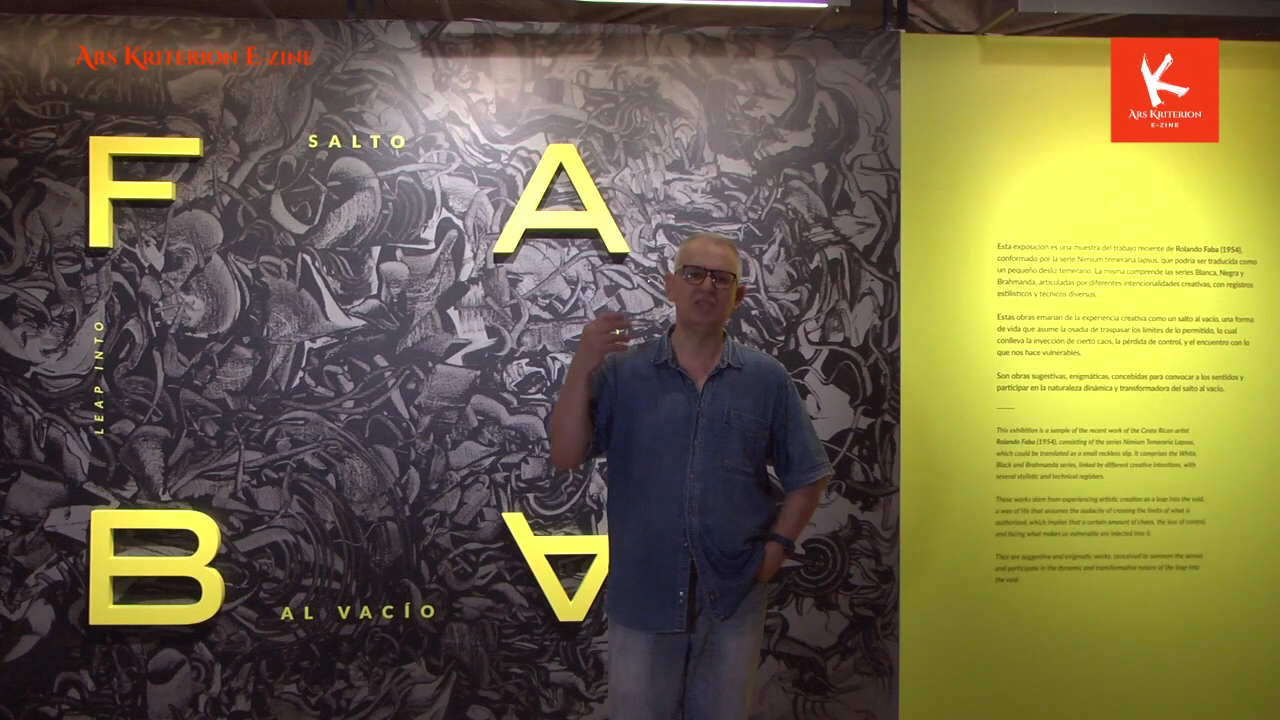 ARS KRITERION E-ZINE
K
ARS KRITERION
E-ZINE
F A
SALTO
LEAP INTO
B A
AL VACÍO
Esta exposición es una muestra del trabajo reciente de Rolando Faba (1954),
conformado por la serie Nimium temeraria lapsus, que podría ser traducida como
un pequeño desliz temerario. La misma comprende las series Blanca, Negra y
Brahmanda, articuladas por diferentes intencionalidades creativas, con registros
estilísticos y técnicos diversos.
Estas obras emanan de la experiencia creativa como un salto al vacío, una forma
de vida que asume la osadía de traspasar los límites de lo permitido, lo cual
conlleva la inyección de cierto caos, la pérdida de control, y el encuentro con lo
que nos hace vulnerables.
Son obras sugestivas, enigmáticas, concebidas para convocar a los sentidos y
participar en la naturaleza dinámica y transformadora del salto al vacío.
This exhibition is a sample of the recent work of the Costa Rican artist
Rolando Faba (1954), consisting of the series Nimium Temeraria Lapsus,
which could be translated as a small reckless slip. It comprises the White,
Black and Brahmanda series, linked by different creative intentions, with
several stylistic and technical registers.
These works stem from experiencing artistic creation as a leap into the void,
a way of life that assumes the audacity of crossing the limits of what is
authorized, which implies that a certain amount of chaos, the loss of control,
and facing what makes us vulnerable are injected into it.
They are suggestive and enigmatic works, conceived to summon the senses
and participate in the dynamic and transformative nature of the leap into
the void.